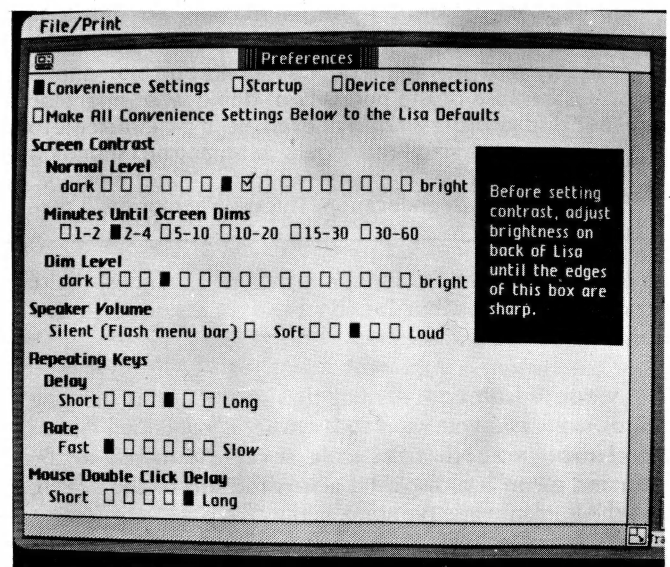 File/Print
Preferences
Convenience Settings Startup Device Connections
Make All Convenience Settings Below to the Lisa Defaults
Screen Contrast
Normal Level
dark bright
Minutes Until Screen Dims
1-2 2-4 5-10 10-20 15-30 30-60
Dim Level
dark bright
Speaker Volume
Silent (Flash menu bar) Soft Loud
Repeating Keys
Delay
Short Long
Rate
Fast Slow
Mouse Double Click Delay
Short Long
Before setting
contrast, adjust
brightness on
back of Lisa
until the edges
of this box are
sharp.